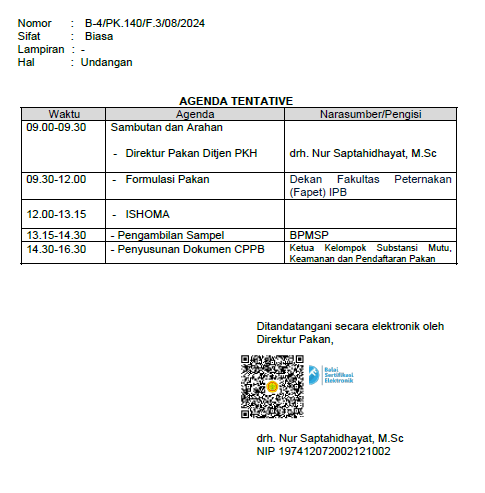 Nomor : B-4/PK.140/F.3/08/2024
Sifat : Biasa
Lampiran : -
Hal : Undangan
AGENDA TENTATIVE
Waktu Agenda Narasumber/Pengisi
09.00-09.30 Sambutan dan Arahan
- Direktur Pakan Ditjen PKH drh. Nur Saptahidhayat, M.Sc
09.30-12.00 - Formulasi Pakan Dekan Fakultas Peternakan
(Fapet) IPB
12.00-13.15 - ISHOMA
13.15-14.30 - Pengambilan Sampel BPMSP
14.30-16.30 - Penyusunan Dokumen CPPB Ketua Kelompok Substansi Mutu,
Keamanan dan Pendaftaran Pakan
Ditandatangani secara elektronik oleh
Direktur Pakan,
Balai
Sertifikasi
Elektronik
drh. Nur Saptahidhayat, M.Sc
NIP 197412072002121002